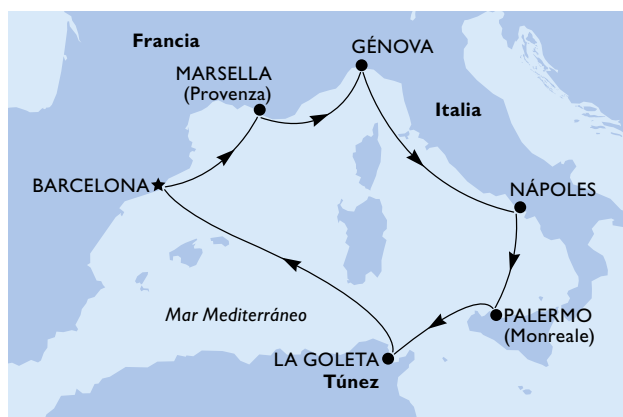 Francia
GÉNOVA
MARSELLA
(Provenza)
Italia
BARCELONA
NÁPOLES
Mar Mediterráneo
PALERMO
(Monreale)
LA GOLETA
Túnez